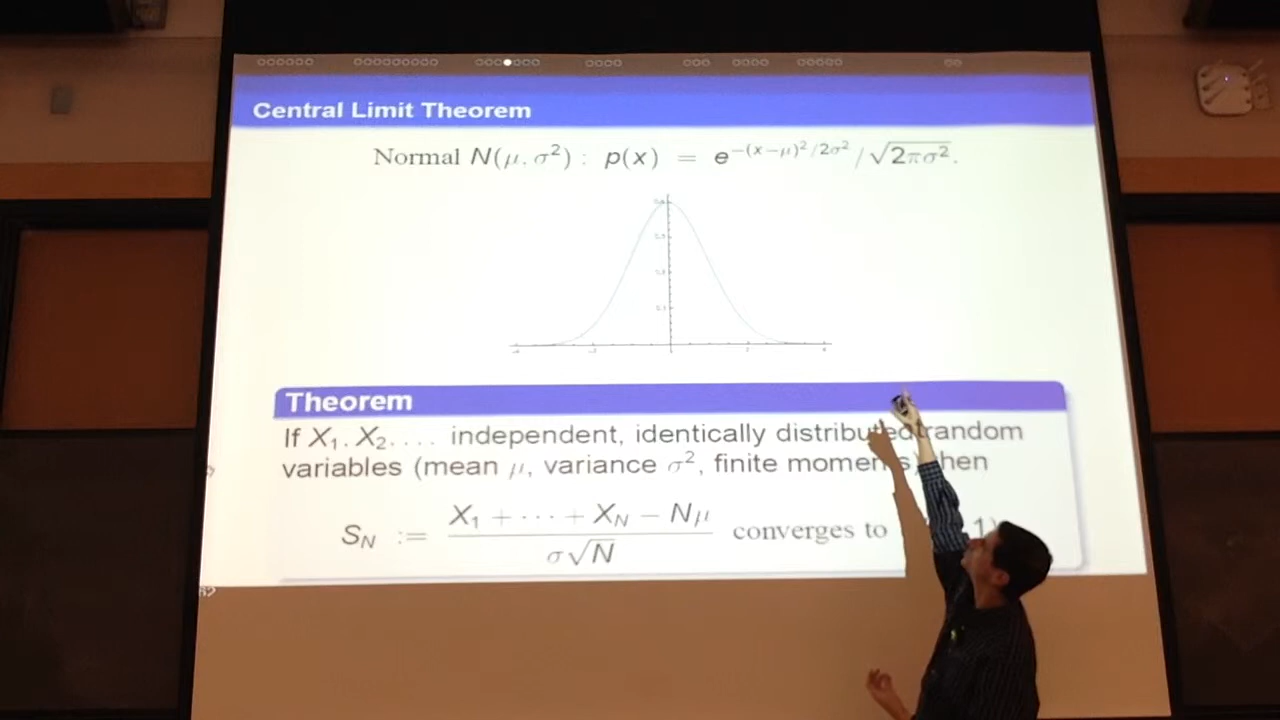 Central Limit Theorem
Normal N(μ, σ²) : p(x) = e^{-(x-μ)²/2σ²}/√2πσ².
Theorem
If X₁, X₂, . . . independent, identically distributed random
variables (mean μ, variance σ², finite moments) then
S_N := (X₁ + ··· + X_N − Nμ) / (σ√N) converges to 1)